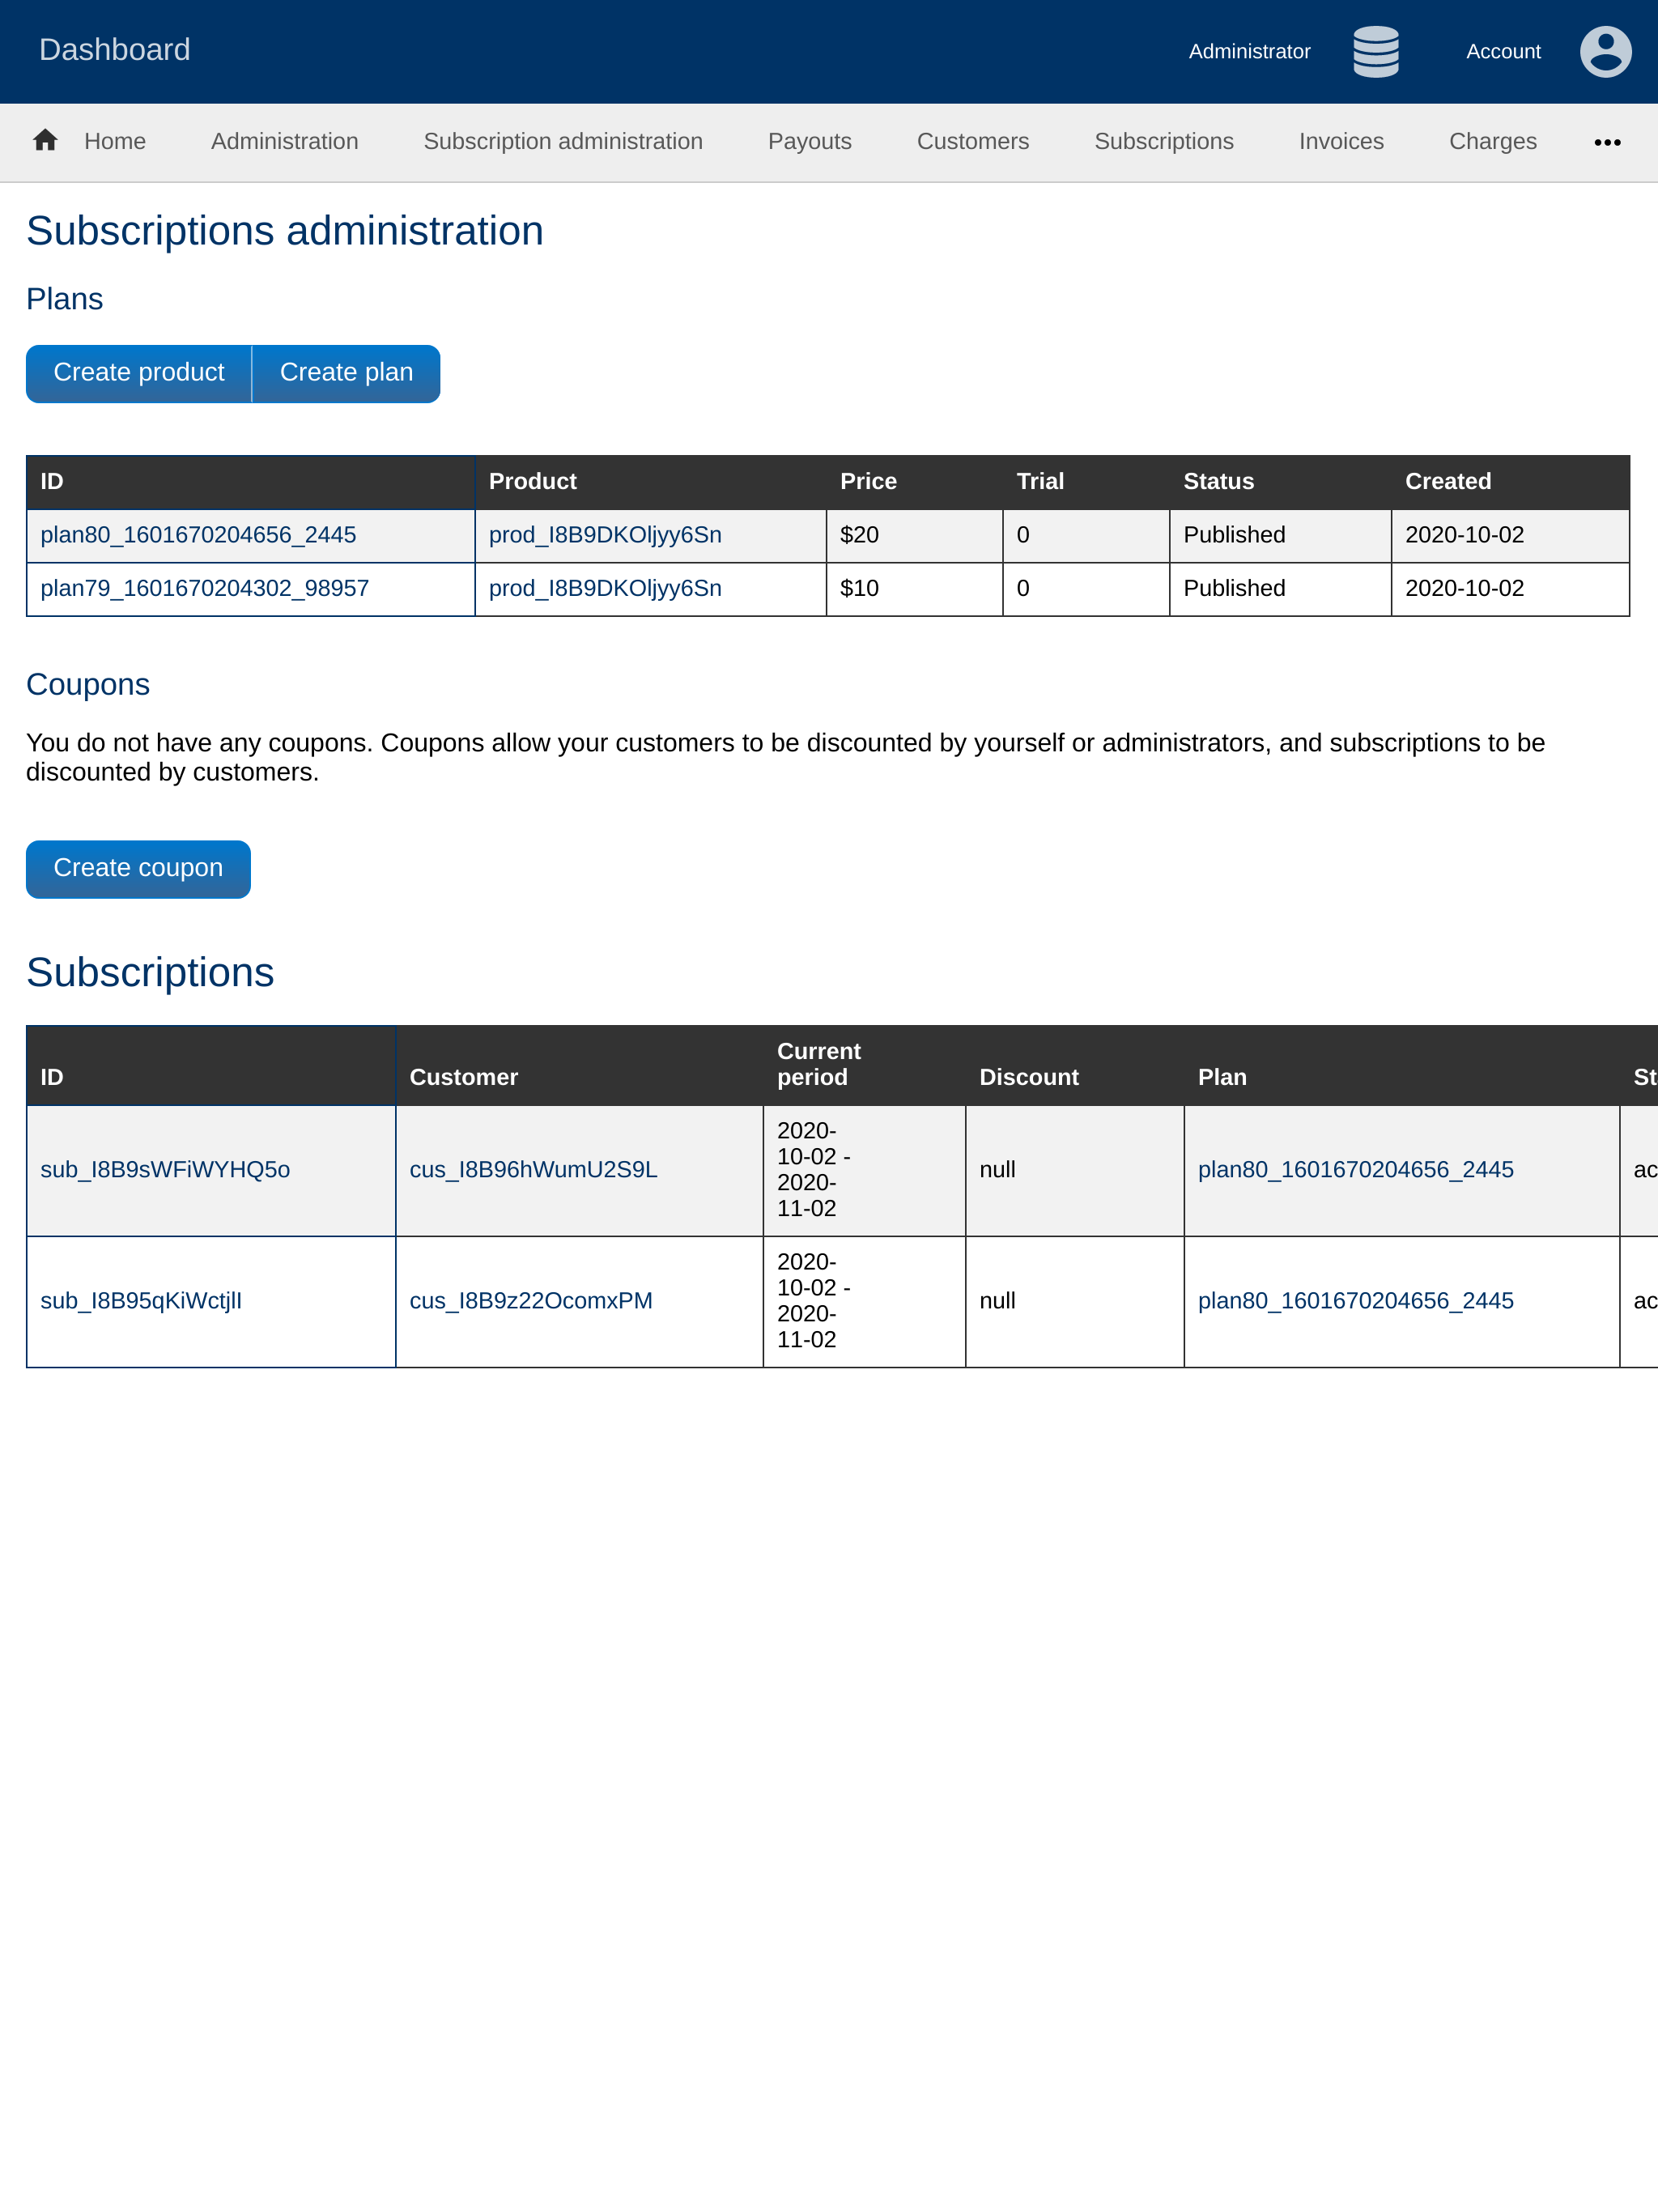 Dashboard Administrator Account
Home Administration Subscription administration Payouts Customers Subscriptions Invoices Charges •••
Subscriptions administration
Plans
Create product Create plan
ID Product Price Trial Status Created
plan80_1601670204656_2445 prod_I8B9DKOljyy6Sn $20 0 Published 2020-10-02
plan79_1601670204302_98957 prod_I8B9DKOljyy6Sn $10 0 Published 2020-10-02
Coupons
You do not have any coupons. Coupons allow your customers to be discounted by yourself or administrators, and subscriptions to be
discounted by customers.
Create coupon
Subscriptions
ID Customer Current period Discount Plan St
sub_I8B9sWFiWYHQ5o cus_I8B96hWumU2S9L 2020-10-02 - 2020-11-02 null plan80_1601670204656_2445 ac
sub_I8B95qKiWctjlI cus_I8B9z22OcomxPM 2020-10-02 - 2020-11-02 null plan80_1601670204656_2445 ac